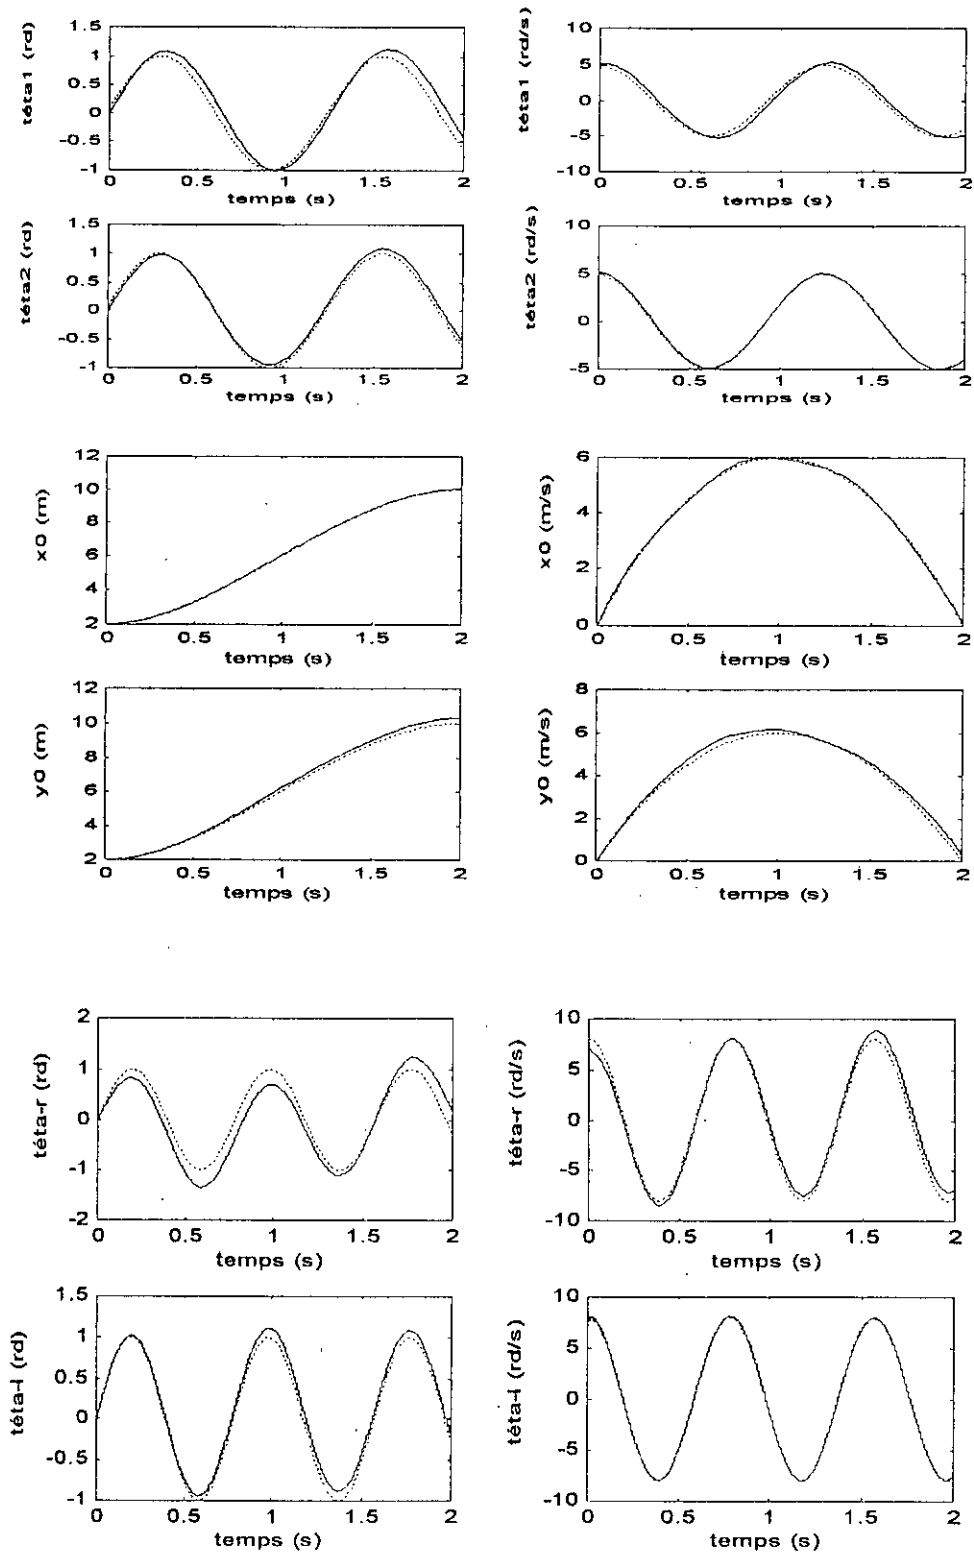 téta1 (rd)
1.5
1
0.5
0
-0.5
-1
0 0.5 1 1.5 2
temps (s)
téta1 (rd/s)
10
5
0
-5
-10
0 0.5 1 1.5 2
temps (s)
téta2 (rd)
1.5
1
0.5
0
-0.5
-1
0 0.5 1 1.5 2
temps (s)
téta2 (rd/s)
10
5
0
-5
0 0.5 1 1.5 2
temps (s)
x0 (m)
12
10
8
6
4
2
0 0.5 1 1.5 2
temps (s)
x0 (m/s)
6
4
2
0
0 0.5 1 1.5 2
temps (s)
y0 (m)
12
10
8
6
4
2
0 0.5 1 1.5 2
temps (s)
y0 (m/s)
8
6
4
2
0
0 0.5 1 1.5 2
temps (s)
téta-r (rd)
2
1
0
-1
-2
0 0.5 1 1.5 2
temps (s)
téta-r (rd/s)
10
5
0
-5
-10
0 0.5 1 1.5 2
temps (s)
téta-l (rd)
1.5
1
0.5
0
-0.5
-1
0 0.5 1 1.5 2
temps (s)
téta-l (rd/s)
10
5
0
-5
-10
0 0.5 1 1.5 2
temps (s)